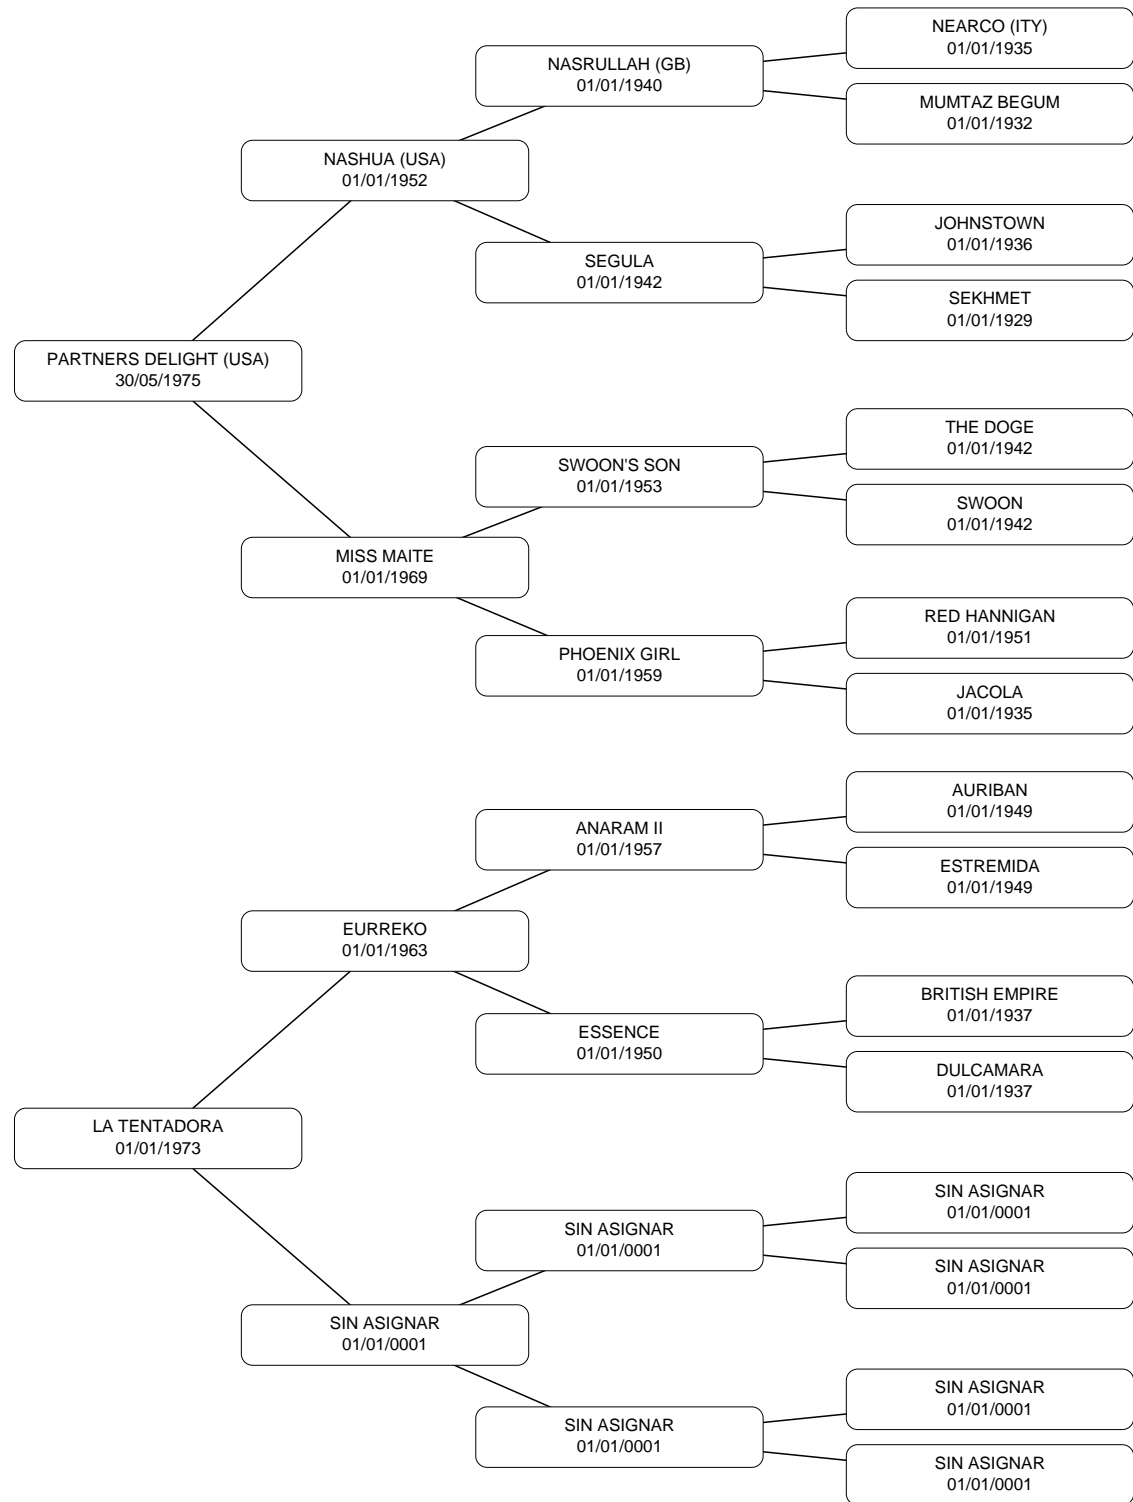 NEARCO (ITY)
01/01/1935
NASRULLAH (GB)
01/01/1940
MUMTAZ BEGUM
01/01/1932
NASHUA (USA)
01/01/1952
JOHNSTOWN
01/01/1936
SEGULA
01/01/1942
SEKHMET
01/01/1929
PARTNERS DELIGHT (USA)
30/05/1975
THE DOGE
01/01/1942
SWOON'S SON
01/01/1953
SWOON
01/01/1942
MISS MAITE
01/01/1969
RED HANNIGAN
01/01/1951
PHOENIX GIRL
01/01/1959
JACOLA
01/01/1935
AURIBAN
01/01/1949
ANARAM II
01/01/1957
ESTREMIDA
01/01/1949
EURREKO
01/01/1963
BRITISH EMPIRE
01/01/1937
ESSENCE
01/01/1950
DULCAMARA
01/01/1937
LA TENTADORA
01/01/1973
SIN ASIGNAR
01/01/0001
SIN ASIGNAR
01/01/0001
SIN ASIGNAR
01/01/0001
SIN ASIGNAR
01/01/0001
SIN ASIGNAR
01/01/0001
SIN ASIGNAR
01/01/0001
SIN ASIGNAR
01/01/0001